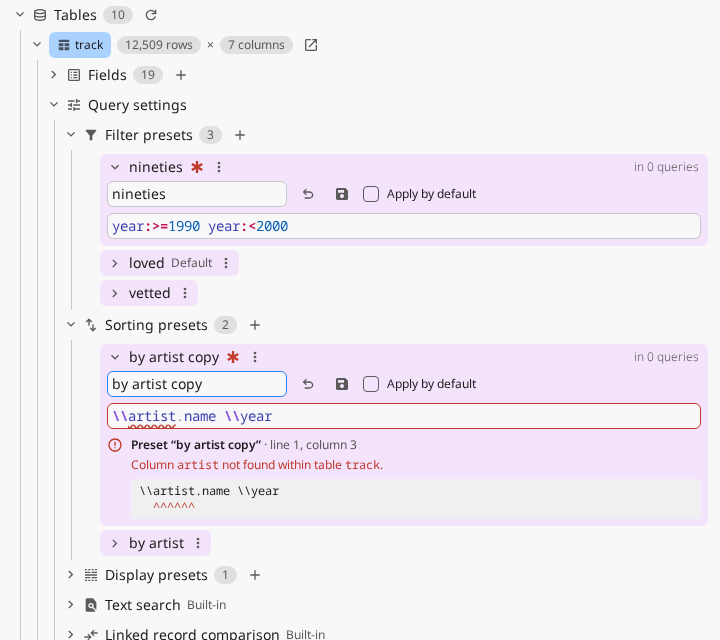 Tables 10
track 12,509 rows × 7 columns
Fields 19
Query settings
Filter presets 3
nineties * in 0 queries
nineties Apply by default
year:>=1990 year:<2000
loved Default
vetted
Sorting presets 2
by artist copy * in 0 queries
by artist copy Apply by default
\\artist.name \\year
Preset “by artist copy” · line 1, column 3
Column artist not found within table track.
\\artist.name \\year
^^^^^^
by artist
Display presets 1
Text search Built-in
Linked record comparison Built-in